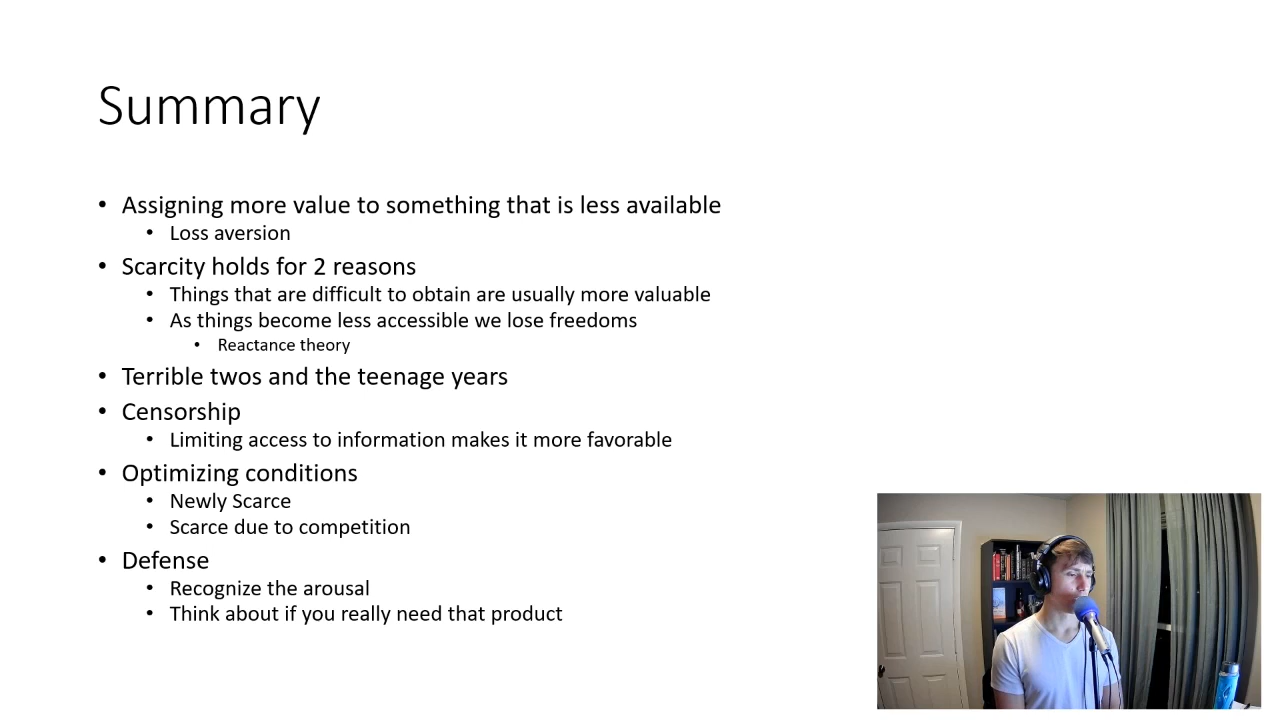 Summary
• Assigning more value to something that is less available
• Loss aversion
• Scarcity holds for 2 reasons
• Things that are difficult to obtain are usually more valuable
• As things become less accessible we lose freedoms
• Reactance theory
• Terrible twos and the teenage years
• Censorship
• Limiting access to information makes it more favorable
• Optimizing conditions
• Newly Scarce
• Scarce due to competition
• Defense
• Recognize the arousal
• Think about if you really need that product